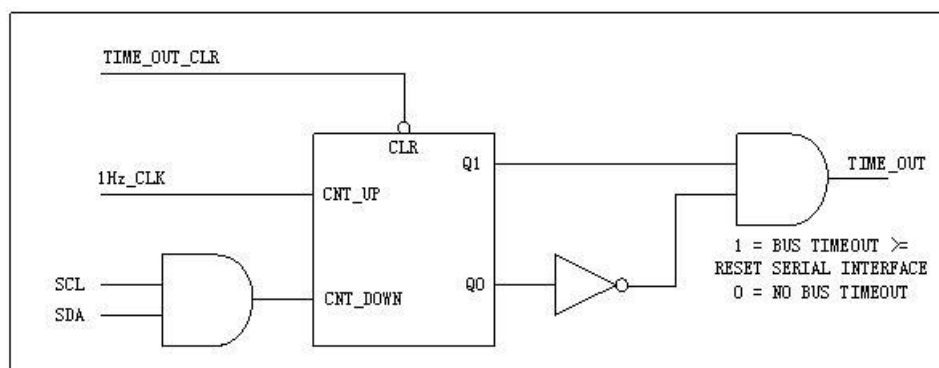 TIME_OUT_CLR
CLR
Q1
TIME_OUT
1Hz_CLK
CNT_UP
1 = BUS TIMEOUT >=
RESET SERIAL INTERFACE
0 = NO BUS TIMEOUT
SCL
SDA
CNT_DOWN
Q0